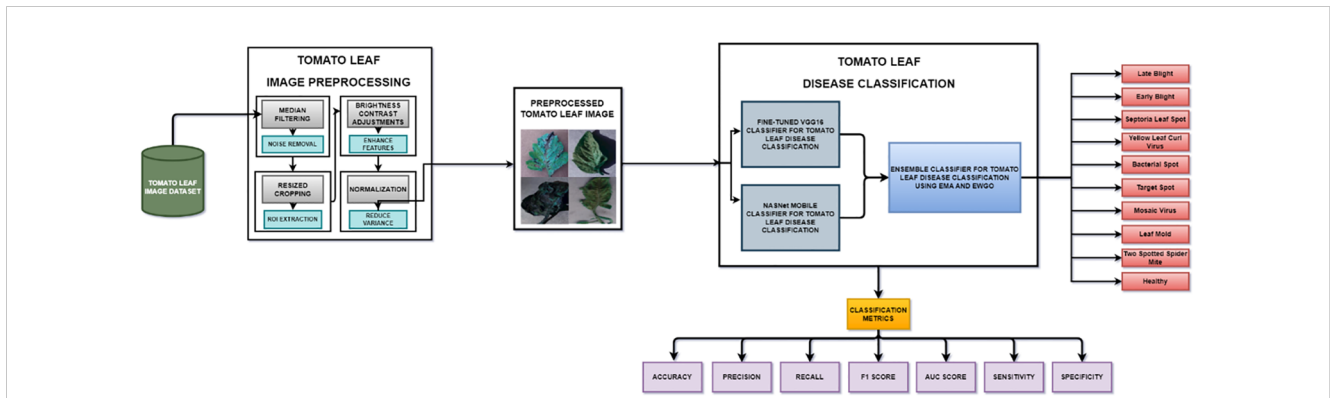 TOMATO LEAF
IMAGE DATASET
TOMATO LEAF
IMAGE PREPROCESSING
MEDIAN
FILTERING
NOISE REMOVAL
RESIZED
CROPPING
ROI EXTRACTION
BRIGHTNESS
CONTRAST
ADJUSTMENTS
ENHANCE
FEATURES
NORMALIZATION
REDUCE
VARIANCE
PREPROCESSED
TOMATO LEAF IMAGE
TOMATO LEAF
DISEASE CLASSIFICATION
FINE-TUNED VGG16
CLASSIFIER FOR TOMATO
LEAF DISEASE
CLASSIFICATION
NASNet MOBILE
CLASSIFIER FOR TOMATO
LEAF DISEASE
CLASSIFICATION
ENSEMBLE CLASSIFIER FOR TOMATO
LEAF DISEASE CLASSIFICATION
USING EMA AND EWGO
Late Blight
Early Blight
Septoria Leaf Spot
Yellow Leaf Curl
Virus
Bacterial Spot
Target Spot
Mosaic Virus
Leaf Mold
Two Spotted Spider
Mite
Healthy
CLASSIFICATION
METRICS
ACCURACY
PRECISION
RECALL
F1 SCORE
AUC SCORE
SENSITIVITY
SPECIFICITY